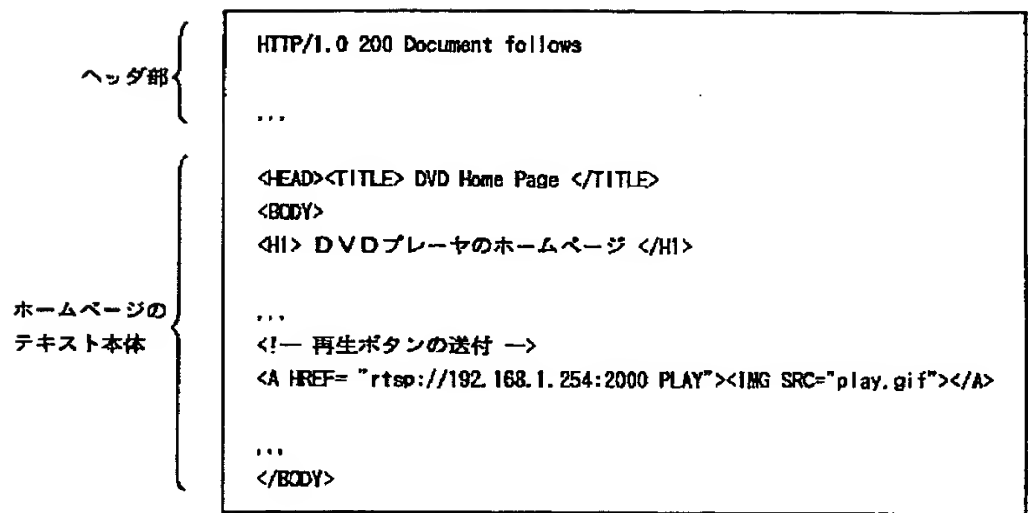 ヘッダ部
HTTP/1.0 200 Document follows
...
ホームページの
テキスト本体
<HEAD><TITLE> DVD Home Page </TITLE>
<BODY>
<H1> DVDプレーヤのホームページ </H1>
...
<!— 再生ボタンの送付 —>
<A HREF= "rtsp://192.168.1.254:2000 PLAY"><IMG SRC="play.gif"></A>
...
</BODY>